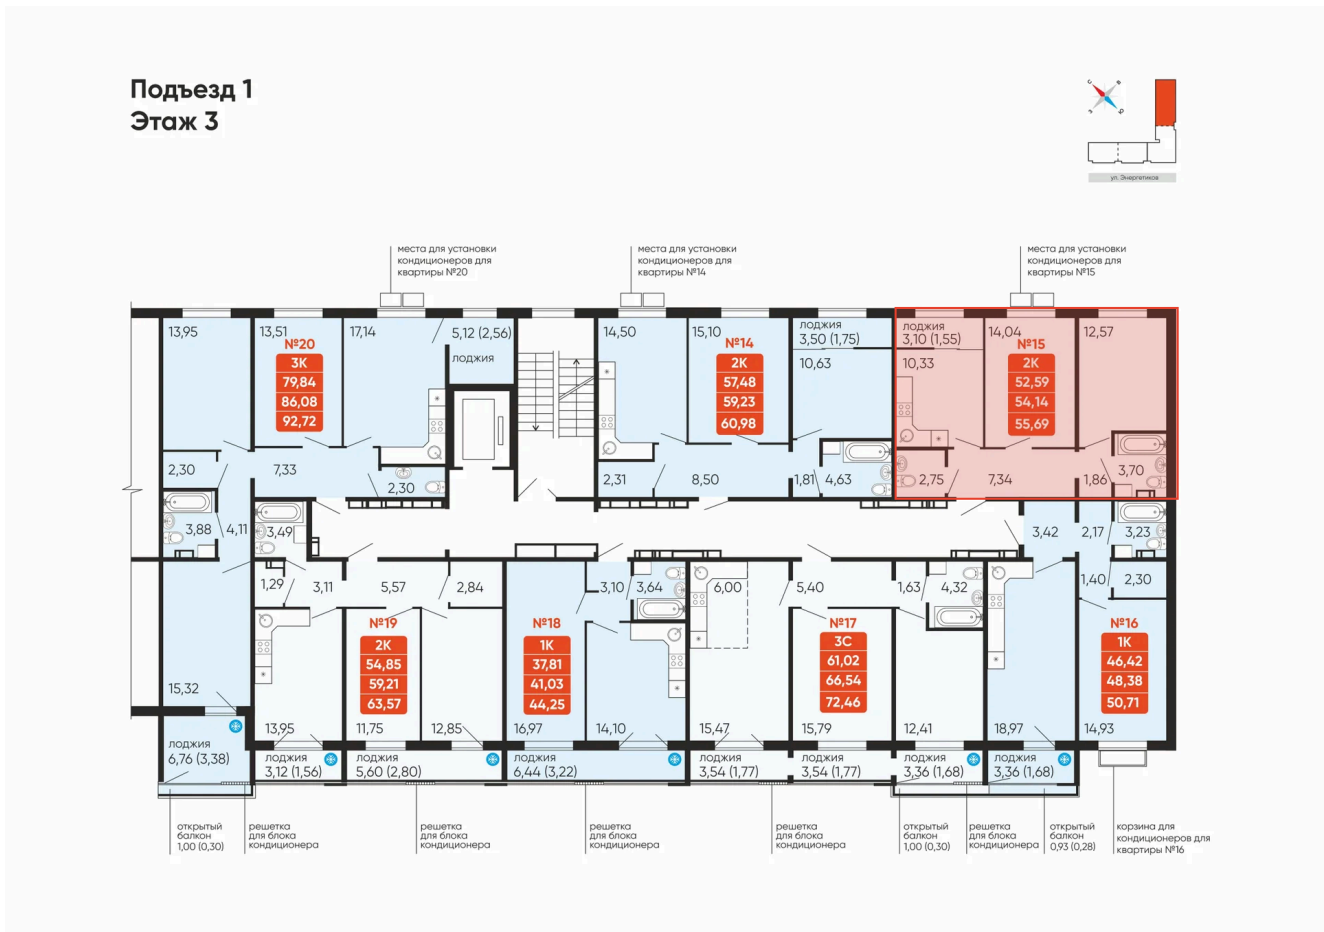 Подъезд 1
Этаж 3
С
В
З
Ю
ул. Энергетиков
места для установки
кондиционеров для
квартиры №20
места для установки
кондиционеров для
квартиры №14
места для установки
кондиционеров для
квартиры №15
13,95
13,51
17,14
5,12 (2,56)
лоджия
№20
3К
79,84
86,08
92,72
2,30
7,33
2,30
3,88
4,11
3,49
15,32
лоджия
6,76 (3,38)
14,50
15,10
лоджия
3,50 (1,75)
10,63
№14
2К
57,48
59,23
60,98
2,31
8,50
1,81
4,63
лоджия
3,10 (1,55)
10,33
14,04
12,57
№15
2К
52,59
54,14
55,69
2,75
7,34
1,86
3,70
3,42
2,17
3,23
1,40
2,30
№16
1К
46,42
48,38
50,71
18,97
14,93
лоджия
3,36 (1,68)
1,29
3,11
5,57
2,84
№19
2К
54,85
59,21
63,57
13,95
11,75
12,85
лоджия
3,12 (1,56)
лоджия
5,60 (2,80)
3,10
3,64
№18
1К
37,81
41,03
44,25
16,97
14,10
лоджия
6,44 (3,22)
6,00
5,40
1,63
4,32
№17
3С
61,02
66,54
72,46
15,47
15,79
12,41
лоджия
3,54 (1,77)
лоджия
3,54 (1,77)
лоджия
3,36 (1,68)
открытый
балкон
1,00 (0,30)
решетка
для блока
кондиционера
решетка
для блока
кондиционера
решетка
для блока
кондиционера
решетка
для блока
кондиционера
открытый
балкон
1,00 (0,30)
решетка
для блока
кондиционера
открытый
балкон
0,93 (0,28)
корзина для
кондиционеров для
квартиры №16